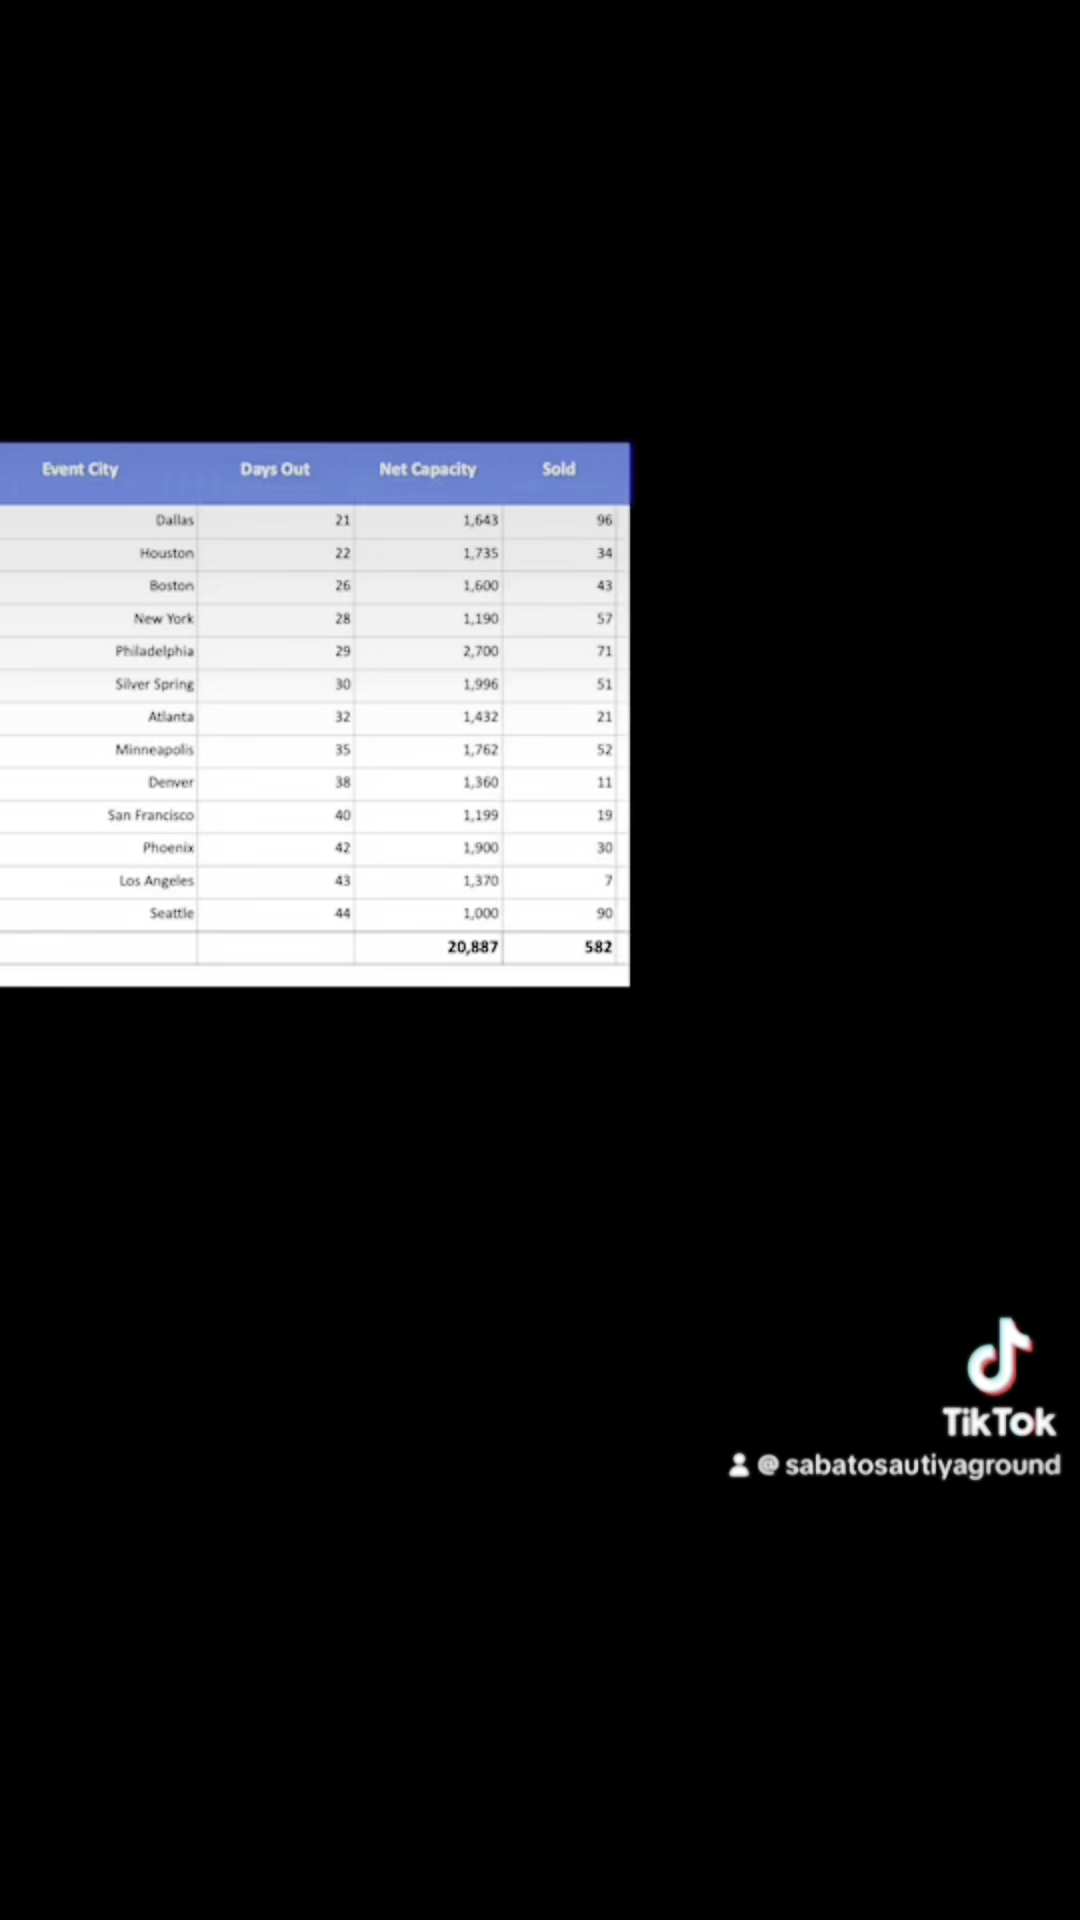 Event City Days Out Net Capacity Sold
Dallas 21 1,643 96
Houston 22 1,735 34
Boston 26 1,600 43
New York 28 1,190 57
Philadelphia 29 2,700 71
Silver Spring 30 1,996 51
Atlanta 32 1,432 21
Minneapolis 35 1,762 52
Denver 38 1,360 11
San Francisco 40 1,199 19
Phoenix 42 1,900 30
Los Angeles 43 1,370 7
Seattle 44 1,000 90
20,887 582
TikTok
@ sabatosautiyaground